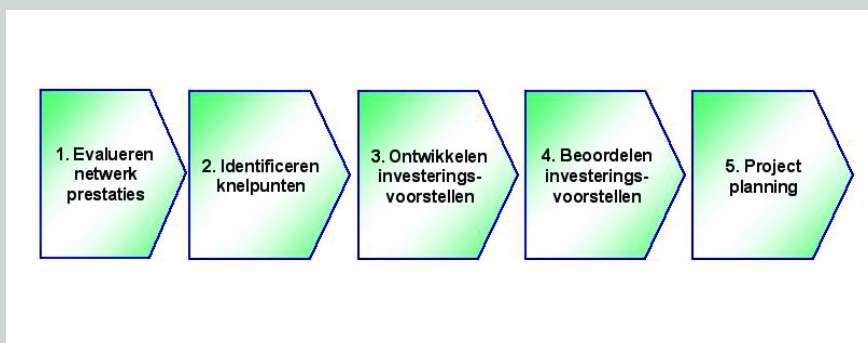 1. Evalueren
netwerk
prestaties
2. Identificeren
knelpunten
3. Ontwikkelen
investerings-
voorstellen
4. Beoordelen
investerings-
voorstellen
5. Project
planning